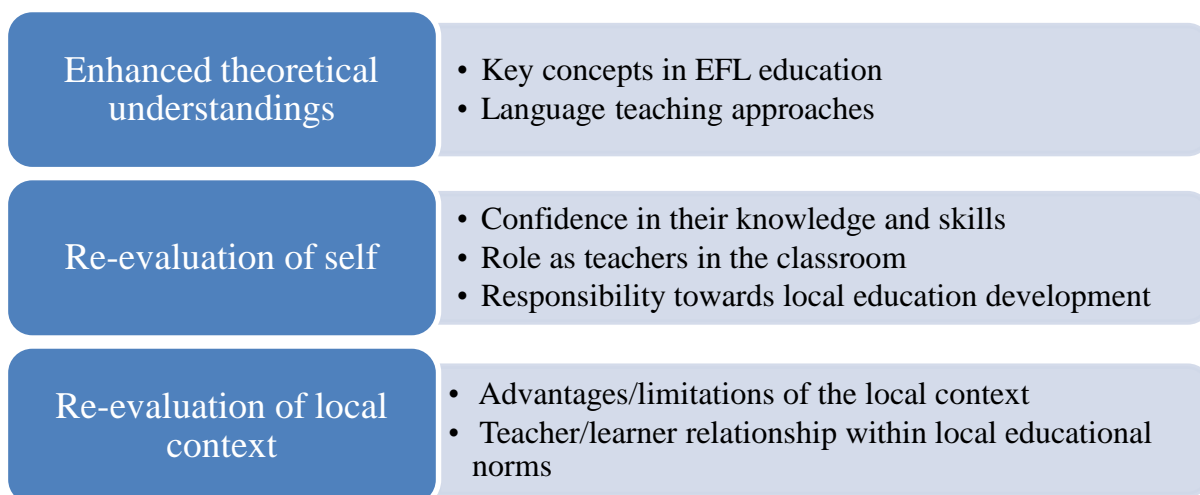 Enhanced theoretical
understandings
• Key concepts in EFL education
• Language teaching approaches
Re-evaluation of self
• Confidence in their knowledge and skills
• Role as teachers in the classroom
• Responsibility towards local education development
Re-evaluation of local
context
• Advantages/limitations of the local context
• Teacher/learner relationship within local educational
norms